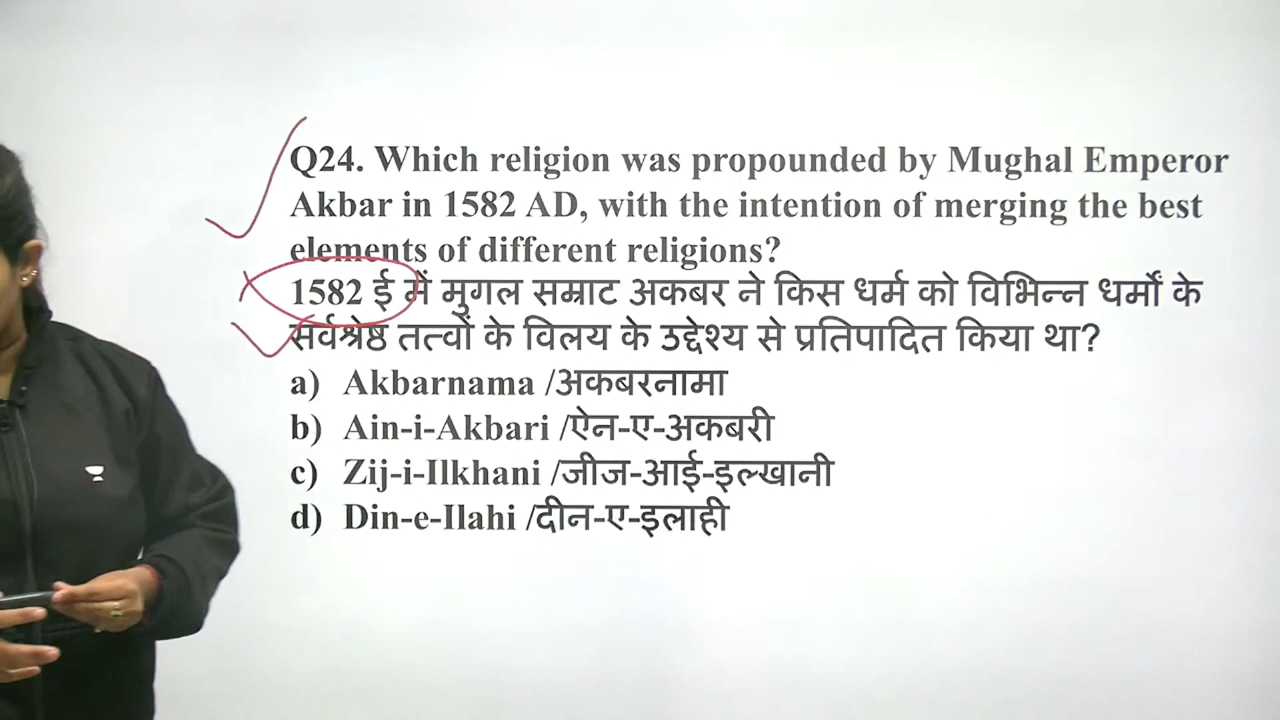 Q24. Which religion was propounded by Mughal Emperor
Akbar in 1582 AD, with the intention of merging the best
elements of different religions?
1582 ई में मुगल सम्राट अकबर ने किस धर्म को विभिन्न धर्मों के
सर्वश्रेष्ठ तत्वों के विलय के उद्देश्य से प्रतिपादित किया था?
a) Akbarnama /अकबरनामा
b) Ain-i-Akbari /ऐन-ए-अकबरी
c) Zij-i-Ilkhani /जीज-आई-इल्खानी
d) Din-e-Ilahi /दीन-ए-इलाही